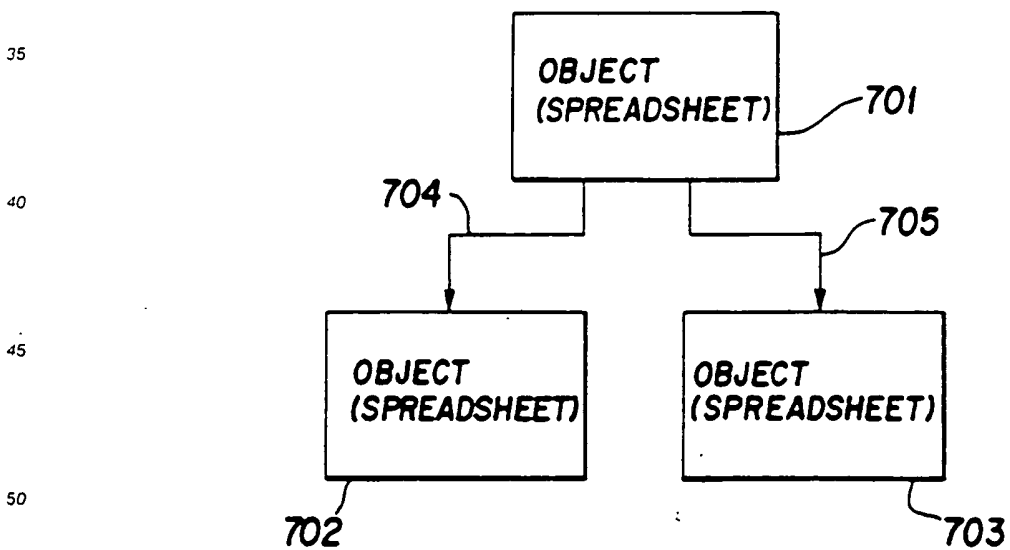 35
OBJECT
(SPREADSHEET)
701
40
704
705
45
OBJECT
(SPREADSHEET)
OBJECT
(SPREADSHEET)
50
702
703